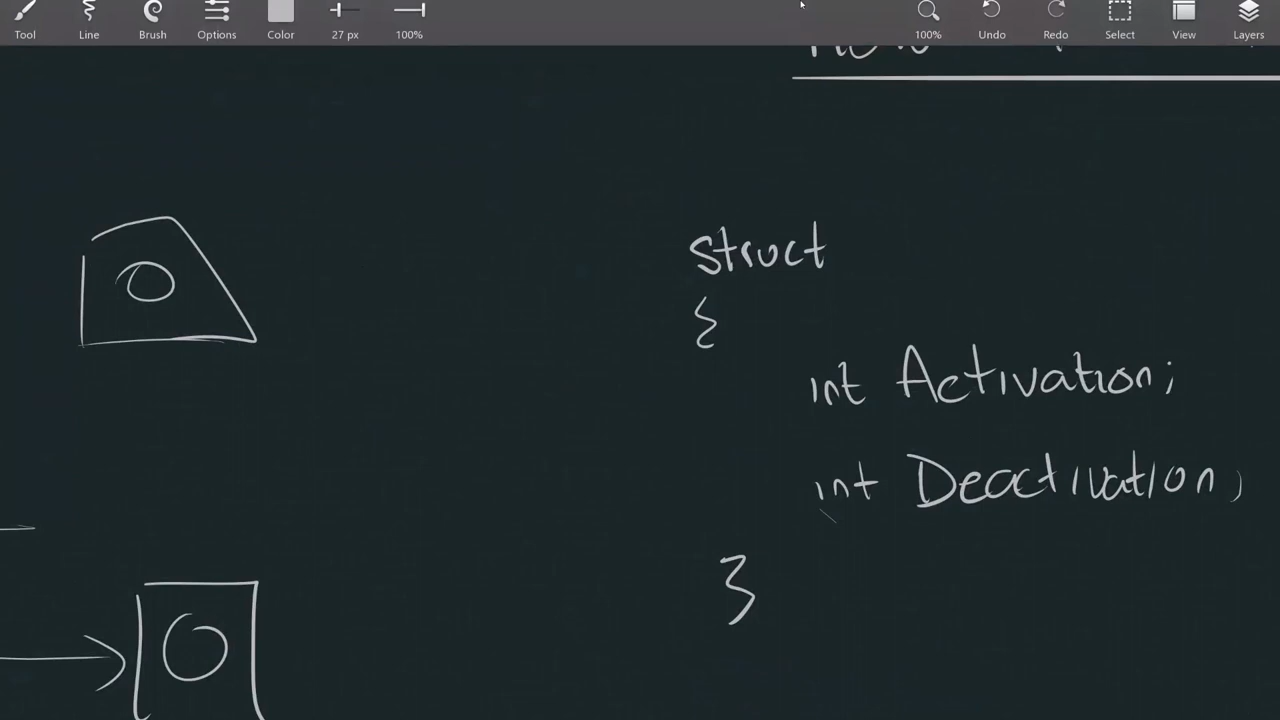 Tool Line Brush Options Color 27 px 100% 100% Undo Redo Select View Layers
struct
{
int Activation;
int Deactivation;
}